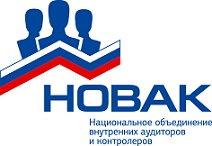 НОВАК
Национальное объединение
внутренних аудиторов
и контролеров